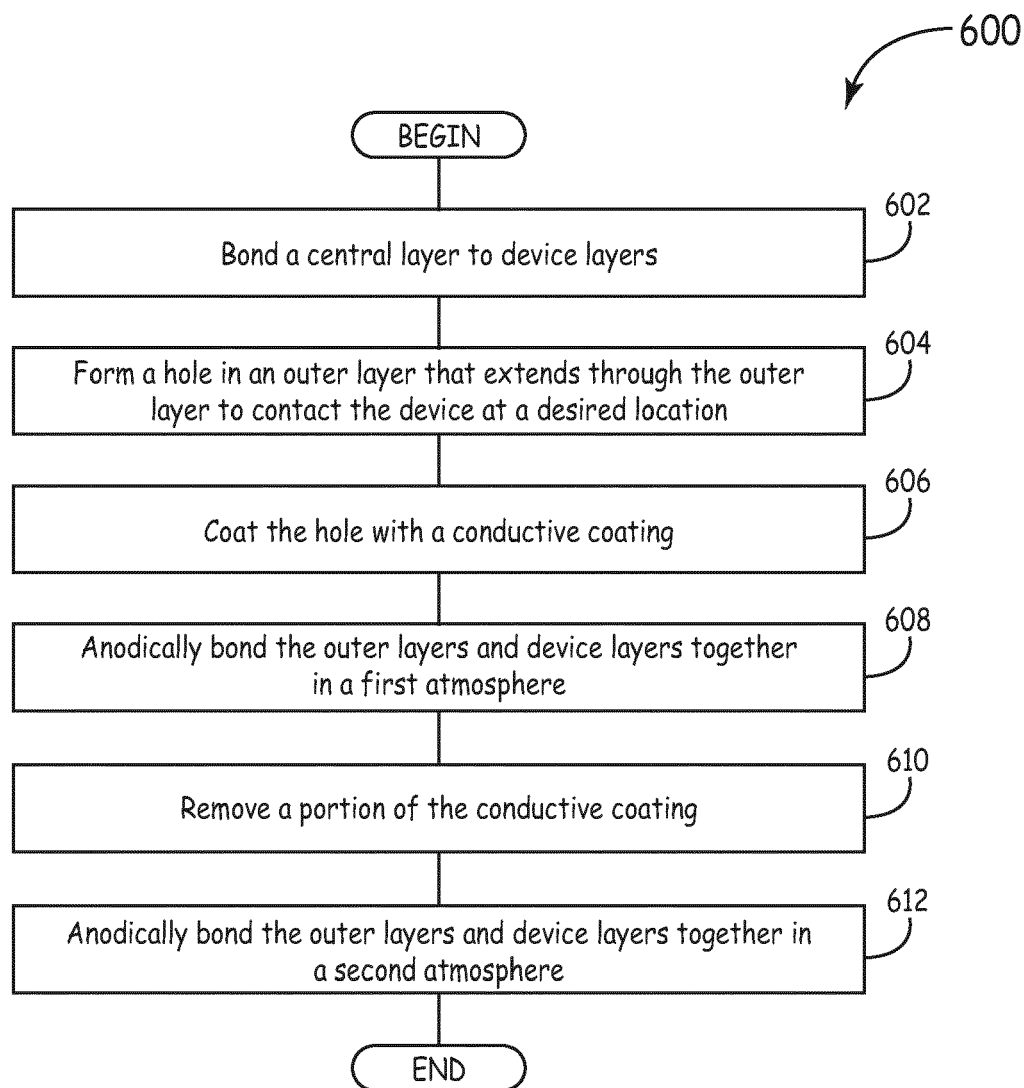 600
BEGIN
602
Bond a central layer to device layers
604
Form a hole in an outer layer that extends through the outer
layer to contact the device at a desired location
606
Coat the hole with a conductive coating
608
Anodically bond the outer layers and device layers together
in a first atmosphere
610
Remove a portion of the conductive coating
612
Anodically bond the outer layers and device layers together in
a second atmosphere
END